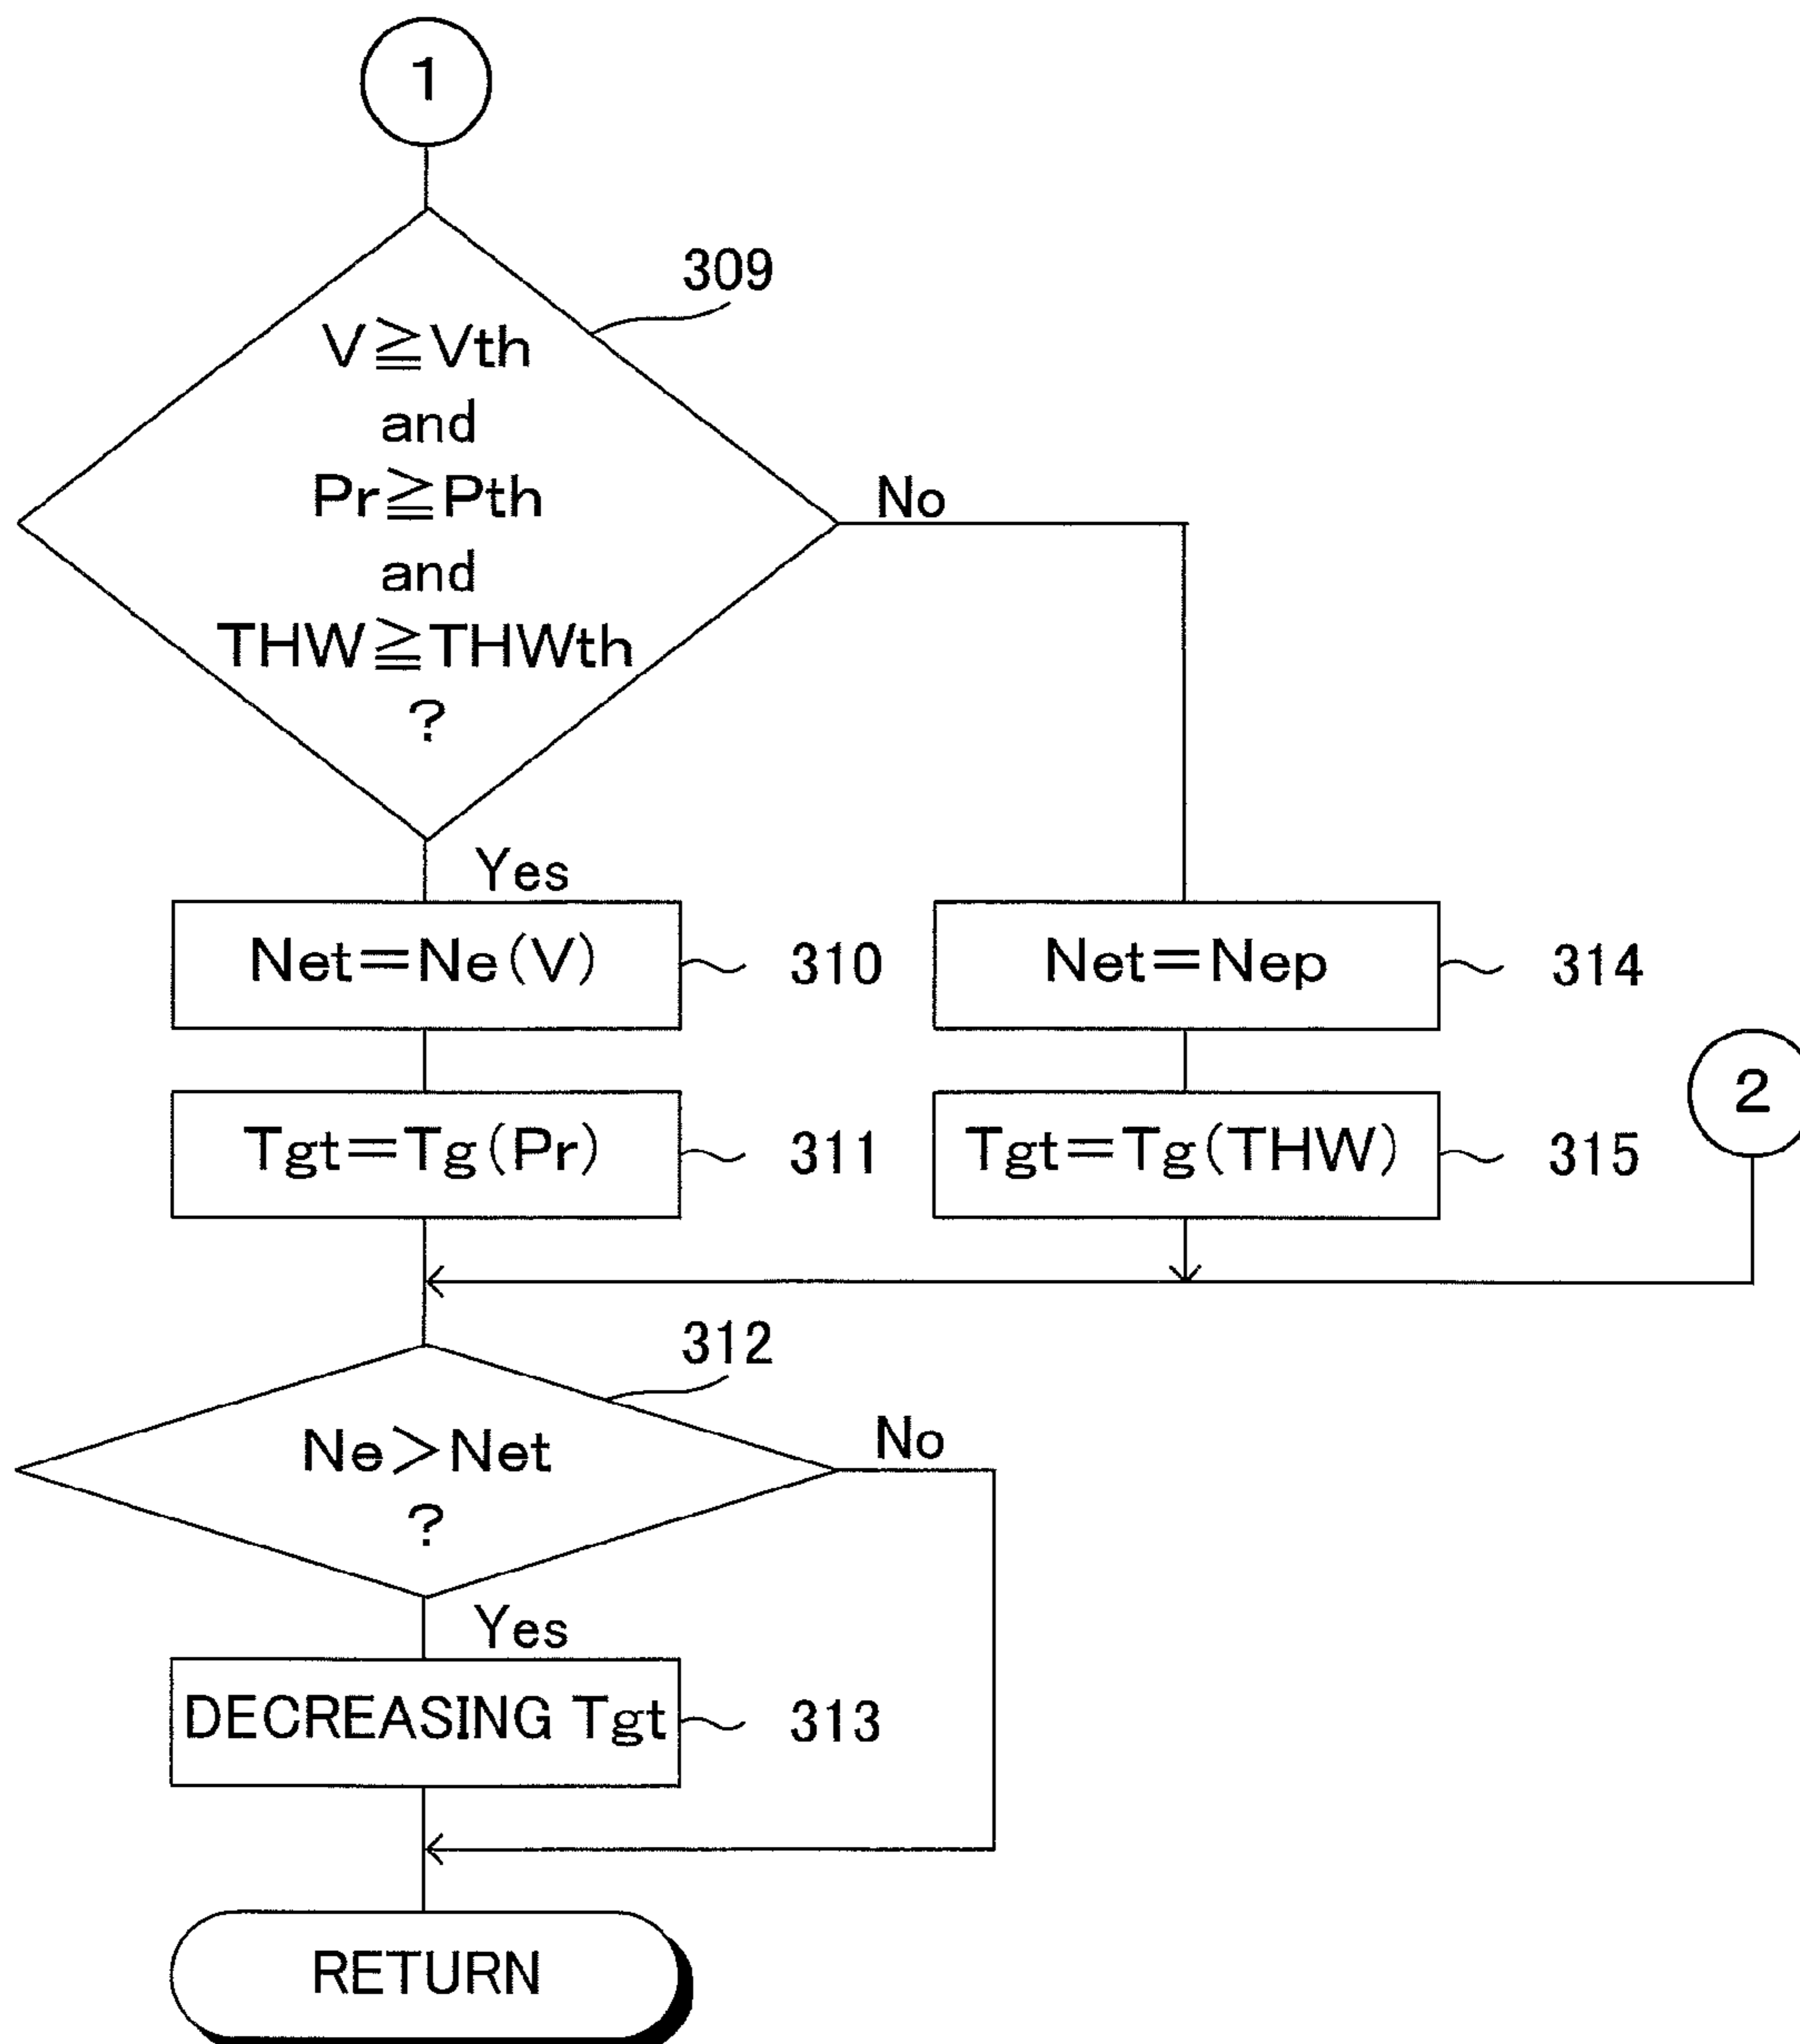 1
309
V≧Vth
and
Pr≧Pth
and
THW≧THWth
?
No
Yes
Net=Ne(V)
310
Net=Nep
314
2
Tgt=Tg(Pr)
311
Tgt=Tg(THW)
315
312
Ne>Net
?
No
Yes
DECREASING Tgt
313
RETURN